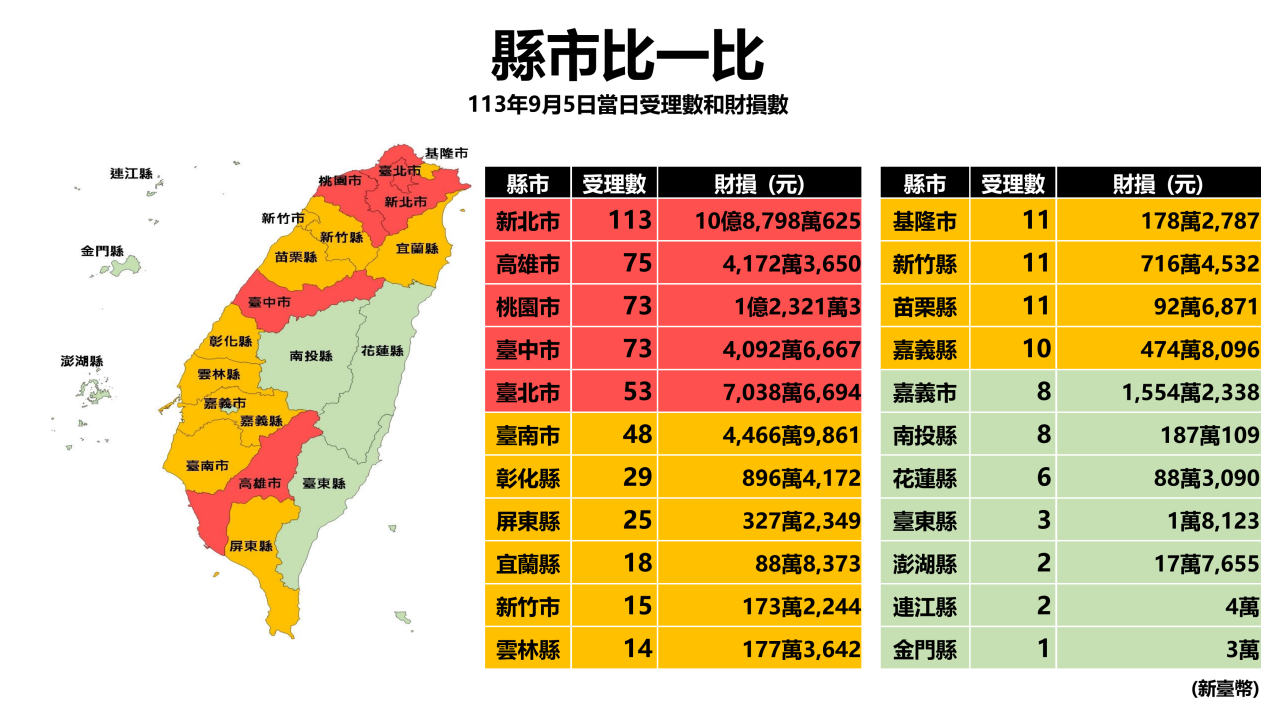 縣市比一比
113年9月5日當日受理數和財損數
基隆市
臺北市
連江縣
桃園市
新北市
新竹市
新竹縣
宜蘭縣
金門縣
苗栗縣
臺中市
彰化縣
南投縣
花蓮縣
澎湖縣
雲林縣
嘉義市
嘉義縣
臺南市
高雄市
臺東縣
屏東縣
縣市 受理數 財損 (元)
新北市 113 10億8,798萬625
高雄市 75 4,172萬3,650
桃園市 73 1億2,321萬3
臺中市 73 4,092萬6,667
臺北市 53 7,038萬6,694
臺南市 48 4,466萬9,861
彰化縣 29 896萬4,172
屏東縣 25 327萬2,349
宜蘭縣 18 88萬8,373
新竹市 15 173萬2,244
雲林縣 14 177萬3,642
縣市 受理數 財損 (元)
基隆市 11 178萬2,787
新竹縣 11 716萬4,532
苗栗縣 11 92萬6,871
嘉義縣 10 474萬8,096
嘉義市 8 1,554萬2,338
南投縣 8 187萬109
花蓮縣 6 88萬3,090
臺東縣 3 1萬8,123
澎湖縣 2 17萬7,655
連江縣 2 4萬
金門縣 1 3萬
(新臺幣)